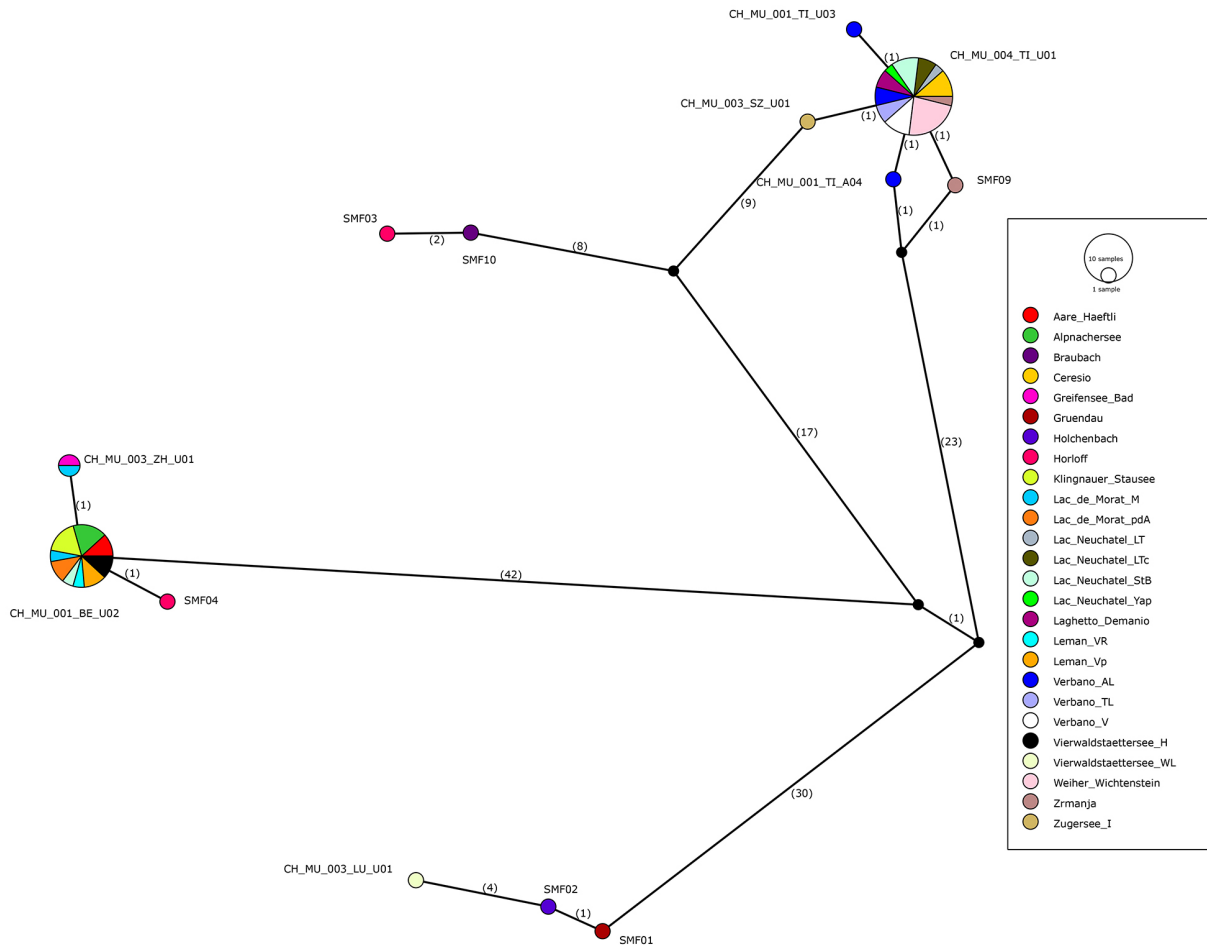 CH_MU_001_TI_U03
(1)
CH_MU_004_TI_U01
CH_MU_003_SZ_U01
(1)
(1)
(1)
CH_MU_001_TI_A04
SMF09
(9)
(1)
(1)
SMF03
(2)
SMF10
(8)
(17)
(23)
CH_MU_003_ZH_U01
(1)
(1)
SMF04
CH_MU_001_BE_U02
(42)
(1)
(30)
CH_MU_003_LU_U01
(4)
SMF02
(1)
SMF01
10 samples
1 sample
Aare_Haeftli
Alpnachersee
Braubach
Ceresio
Greifensee_Bad
Gruendau
Holchenbach
Horloff
Klingnauer_Stausee
Lac_de_Morat_M
Lac_de_Morat_pdA
Lac_Neuchatel_LT
Lac_Neuchatel_LTc
Lac_Neuchatel_StB
Lac_Neuchatel_Yap
Laghetto_Demanio
Leman_VR
Leman_Vp
Verbano_AL
Verbano_TL
Verbano_V
Vierwaldstaettersee_H
Vierwaldstaettersee_WL
Weiher_Wichtenstein
Zrmanja
Zugersee_I